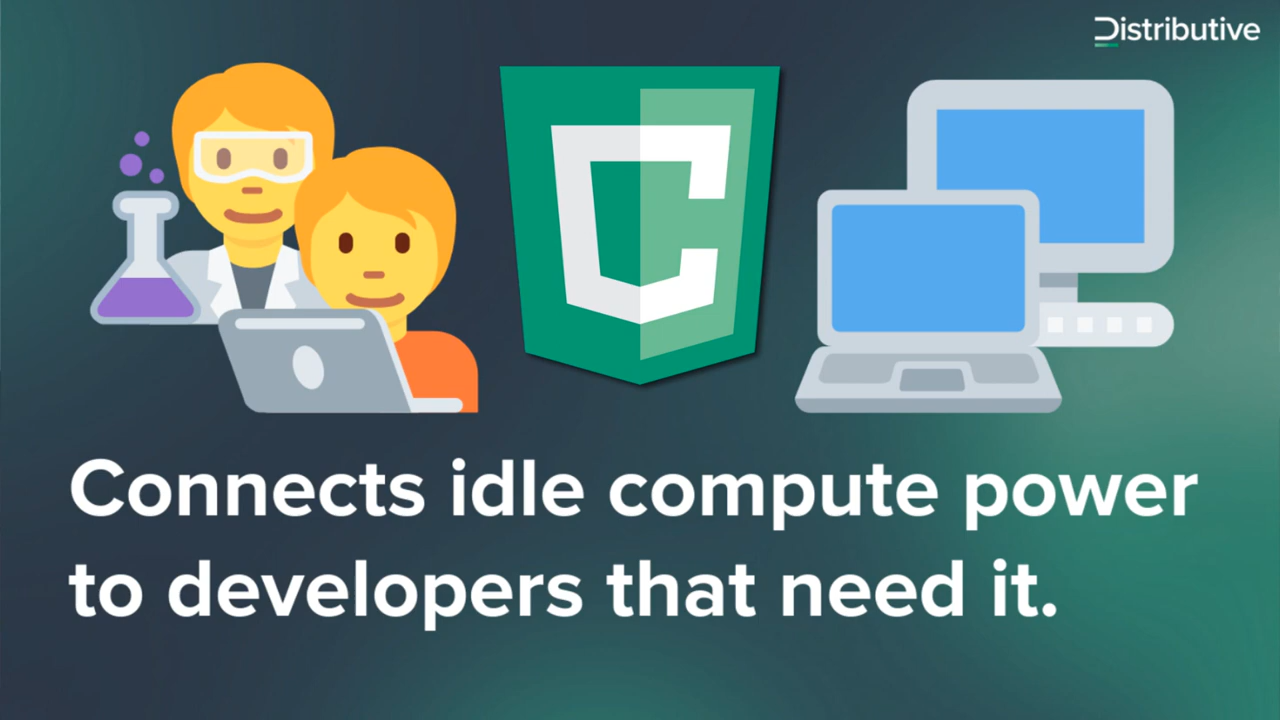 Distributive
C
Connects idle compute power
to developers that need it.